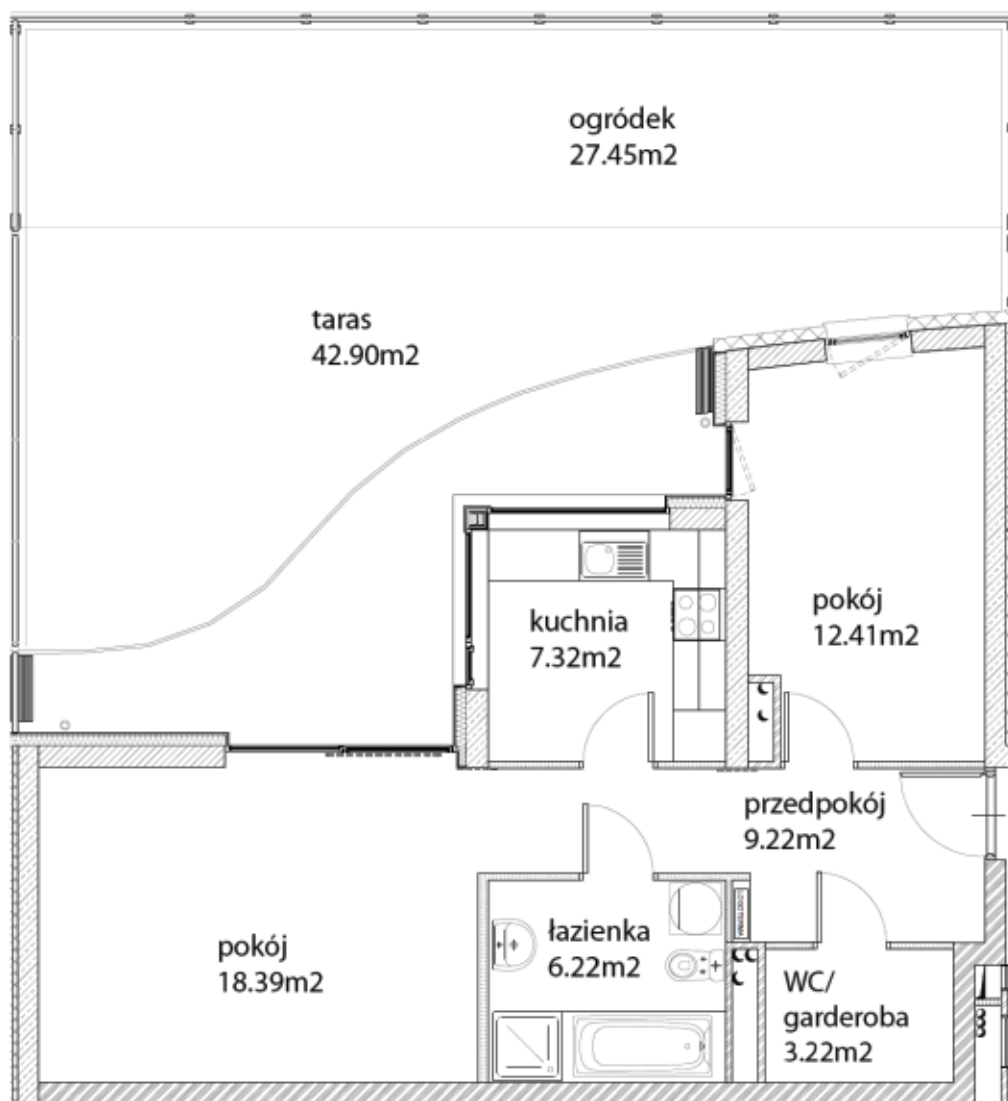 ogródek
27.45m2
taras
42.90m2
kuchnia
7.32m2
pokój
12.41m2
przedpokój
9.22m2
pokój
18.39m2
łazienka
6.22m2
WC/
garderoba
3.22m2